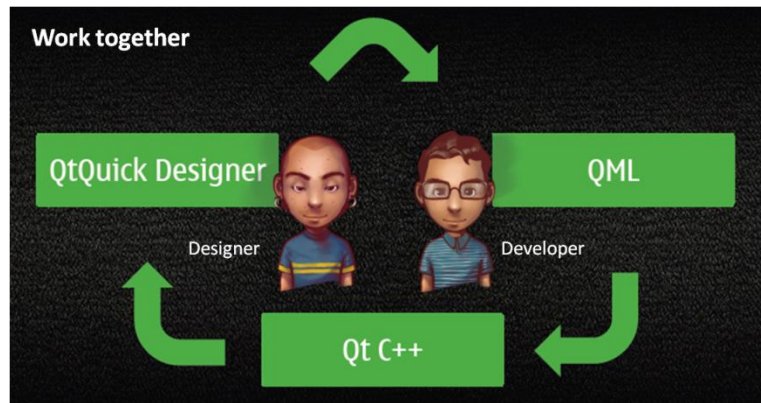 Work together
QtQuick Designer
QML
Designer
Developer
Qt C++